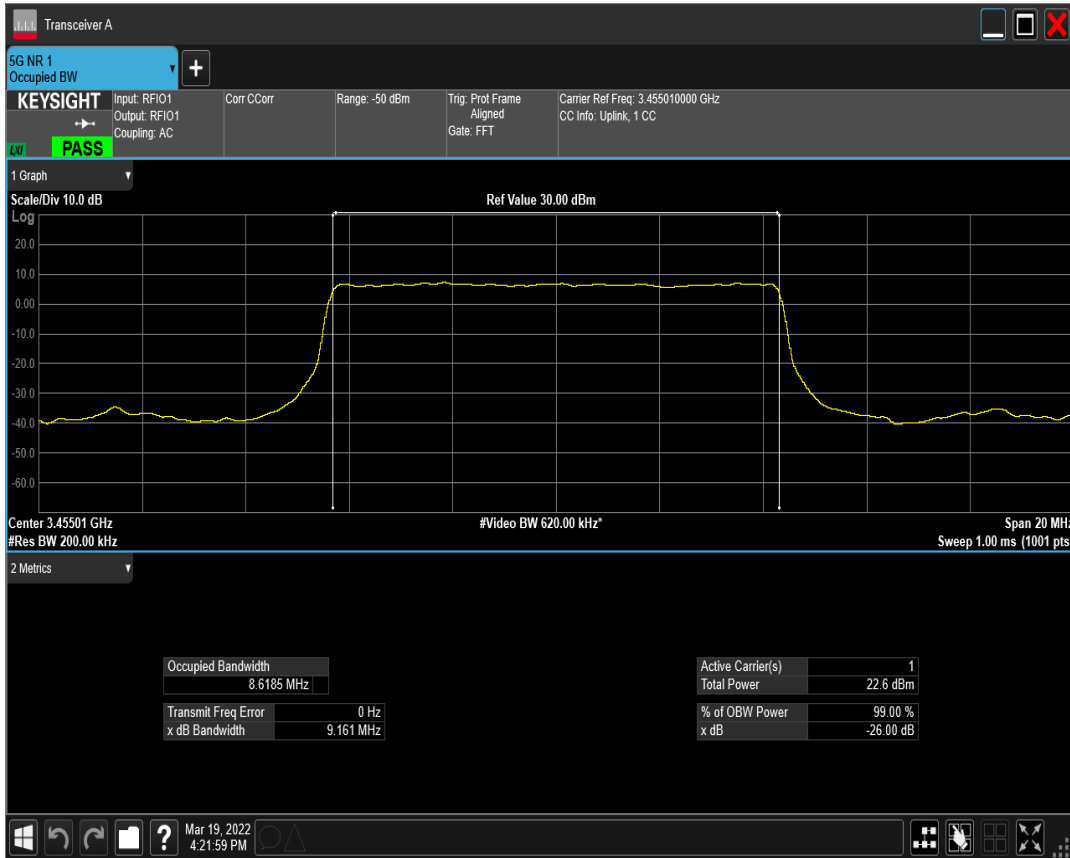 Transceiver A
5G NR 1
Occupied BW
KEYSIGHT
LXI
PASS
Input: RFIO1
Output: RFIO1
Coupling: AC
Corr CCorr
Range: -50 dBm
Trig: Prot Frame
Aligned
Gate: FFT
Carrier Ref Freq: 3.455010000 GHz
CC Info: Uplink, 1 CC
1 Graph
Scale/Div 10.0 dB
Ref Value 30.00 dBm
Log
20.0
10.0
0.00
-10.0
-20.0
-30.0
-40.0
-50.0
-60.0
Center 3.45501 GHz
#Video BW 620.00 kHz*
Span 20 MHz
#Res BW 200.00 kHz
Sweep 1.00 ms (1001 pts
2 Metrics
Occupied Bandwidth
8.6185 MHz
Transmit Freq Error 0 Hz
x dB Bandwidth 9.161 MHz
Active Carrier(s) 1
Total Power 22.6 dBm
% of OBW Power 99.00 %
x dB -26.00 dB
?
Mar 19, 2022
4:21:59 PM